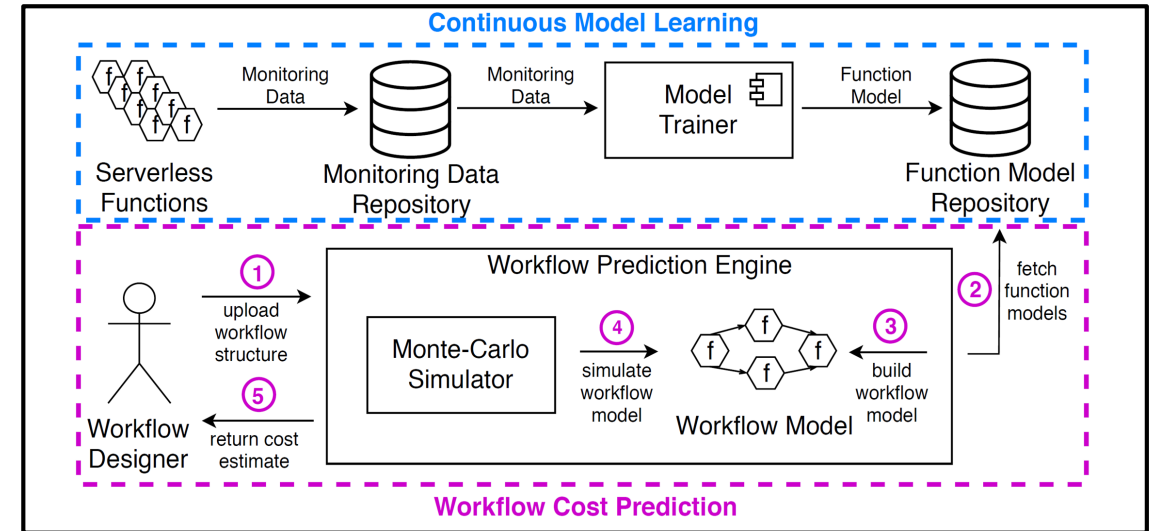 Continuous Model Learning
f f
f f
f f
f f
Monitoring
Data
Monitoring
Data
Model
Trainer
Function
Model
Serverless
Functions
Monitoring Data
Repository
Function Model
Repository
1
upload
workflow
structure
Workflow Prediction Engine
2
fetch
function
models
Monte-Carlo
Simulator
4
simulate
workflow
model
f
f
f
f
Workflow Model
3
build
workflow
model
5
return cost
estimate
Workflow
Designer
Workflow Cost Prediction